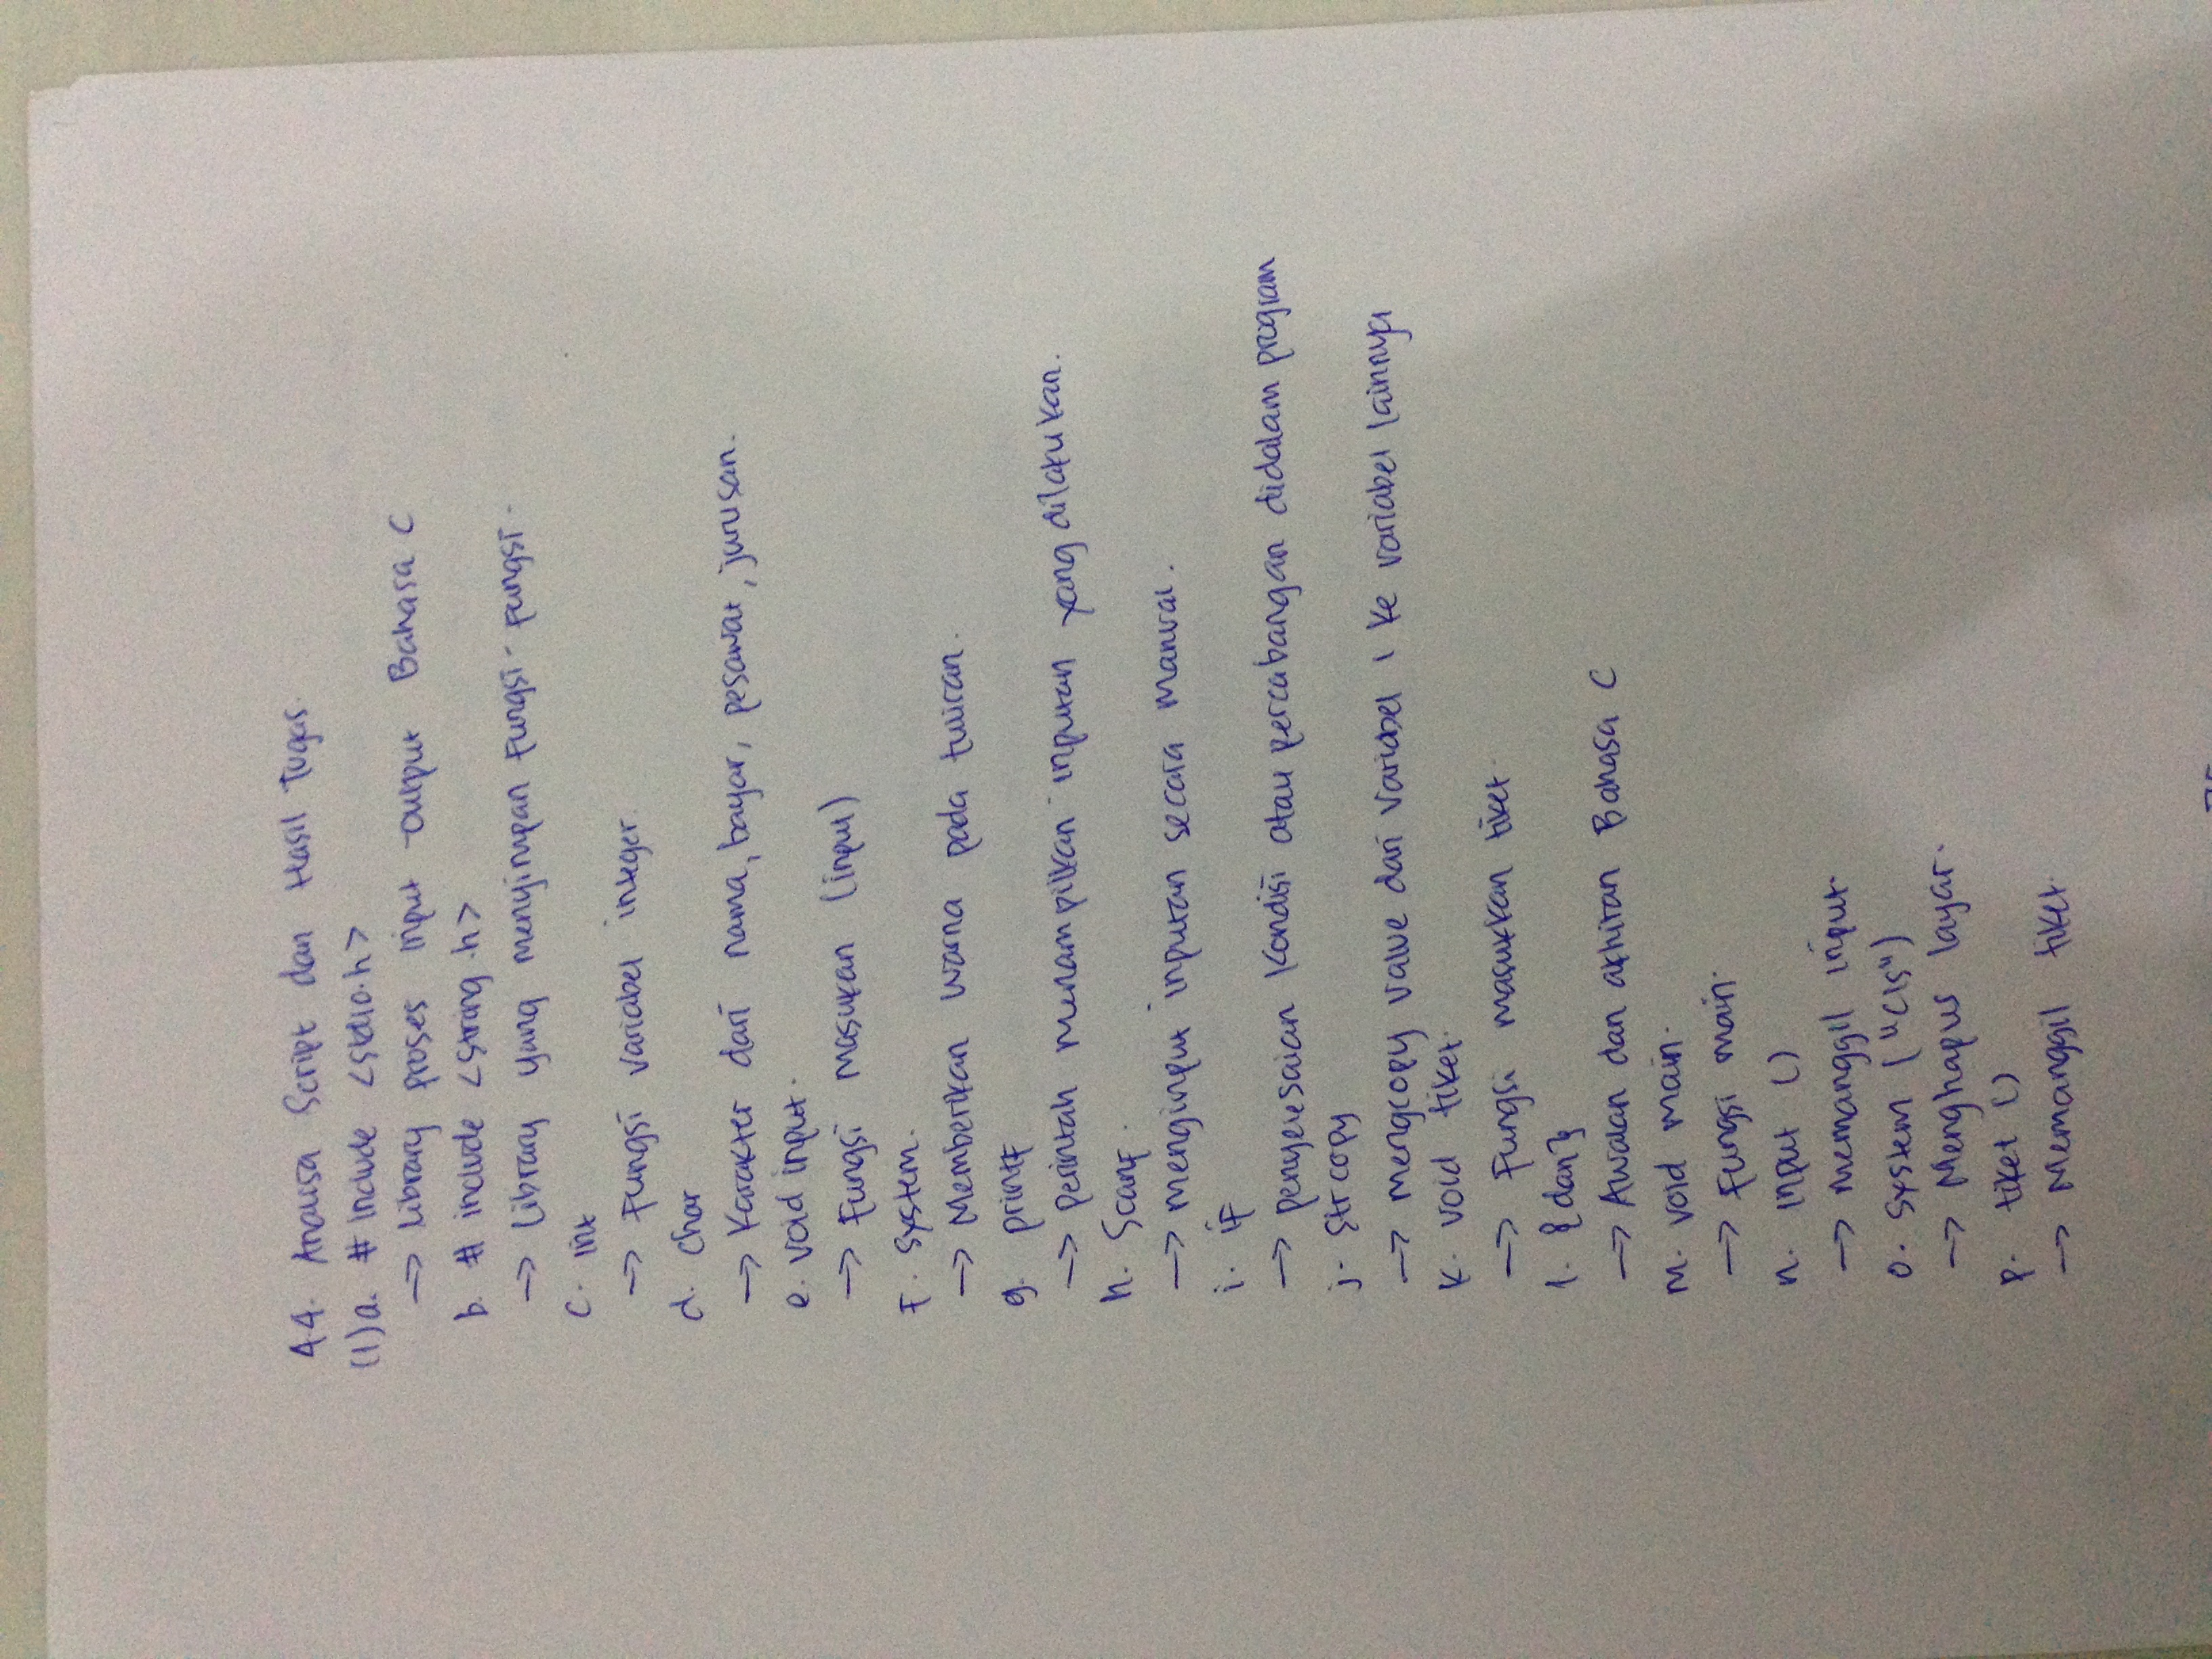 4.4. Analisa Script dan Hasil Tugas.
(1) a. # include <stdio.h>
→ Library proses input-output Bahasa C
b. # include <string.h>
→ Library yang menyimpan fungsi-fungsi.
c. int
→ Fungsi variabel integer.
d. char
→ Karakter dari nama, bayar, pesawat, jurusan.
e. void input.
→ Fungsi masukan (input)
f. system.
→ Memberikan warna pada tulisan.
g. printf
→ perintah menampilkan inputan yang dilakukan.
h. Scanf.
→ menginput inputan secara manual.
i. if
→ penyelesaian kondisi atau percabangan didalam program
j. Strcopy
→ mengcopy value dari variabel 1 ke variabel lainnya
k. void tiket.
→ Fungsi masukkan tiket.
l. {dan}
→ Awalan dan akhiran Bahasa C
m. void main.
→ fungsi main.
n. input ()
→ memanggil input.
o. System ("cls")
→ Menghapus layar.
p. tiket ()
→ Memanggil tiket.